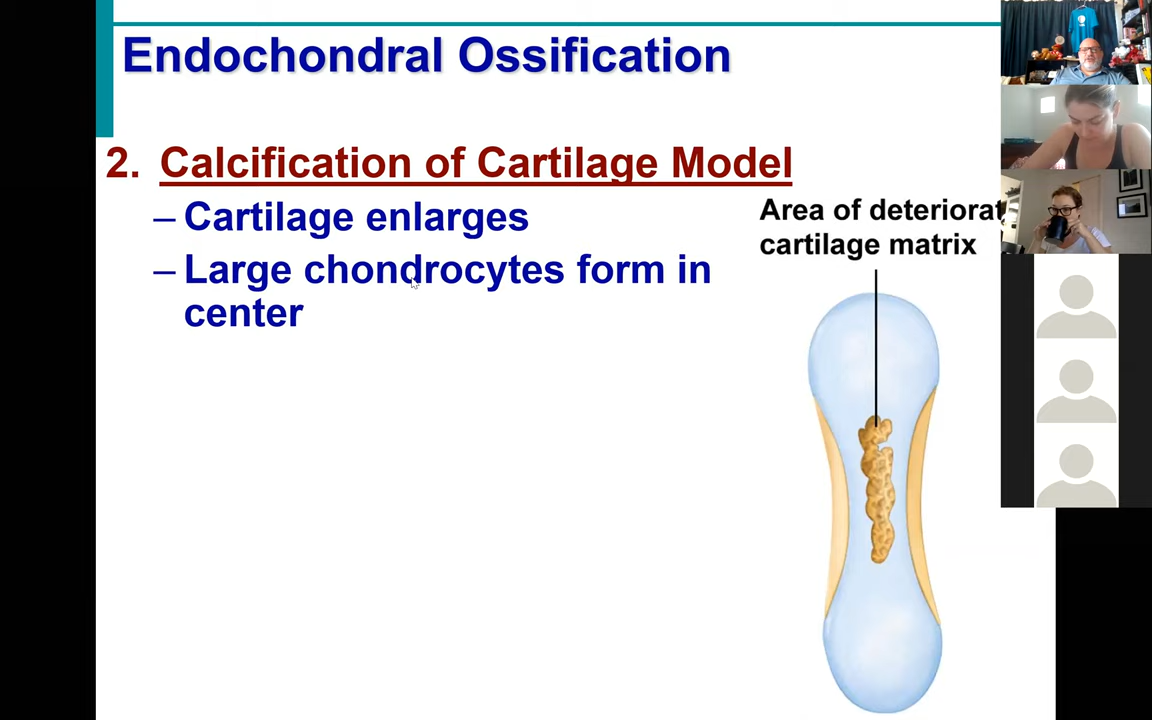 Endochondral Ossification
2. Calcification of Cartilage Model
– Cartilage enlarges
– Large chondrocytes form in
center
Area of deteriorat
cartilage matrix